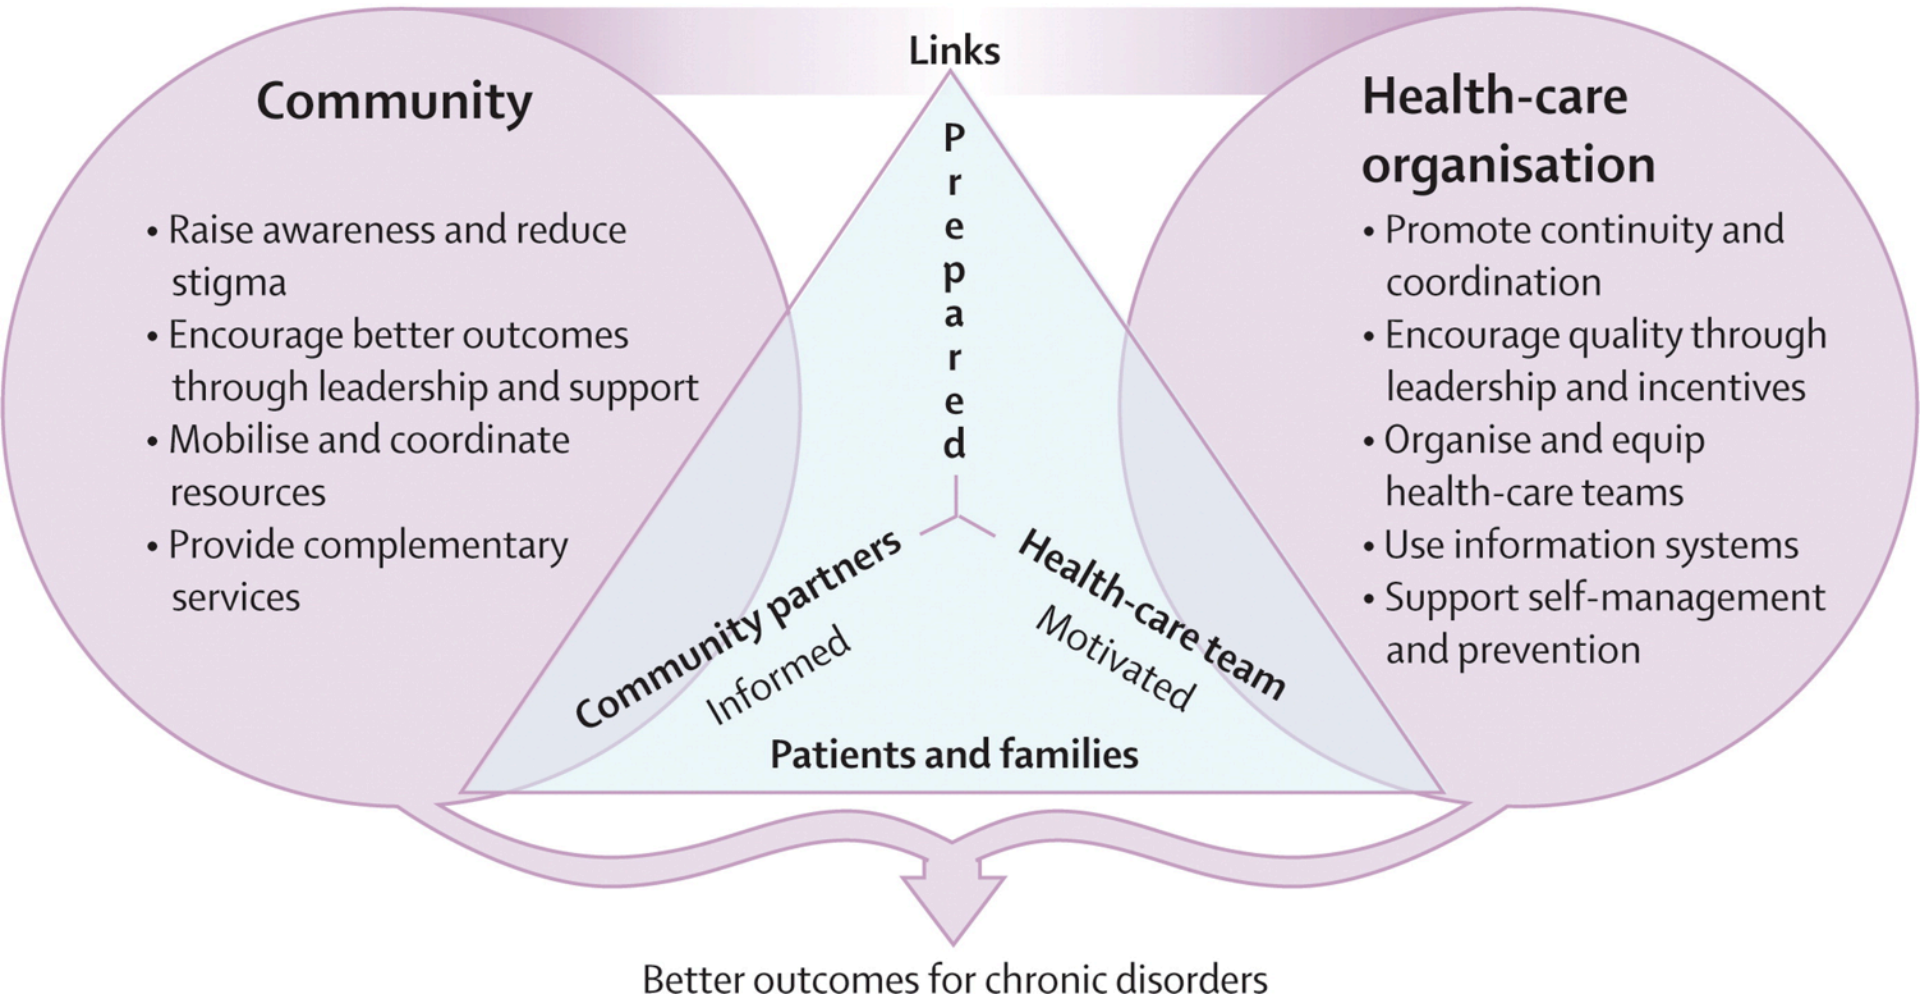 Links
Community
• Raise awareness and reduce
stigma
• Encourage better outcomes
through leadership and support
• Mobilise and coordinate
resources
• Provide complementary
services
Prepared
Community partners
Informed
Health-care team
Motivated
Patients and families
Health-care
organisation
• Promote continuity and
coordination
• Encourage quality through
leadership and incentives
• Organise and equip
health-care teams
• Use information systems
• Support self-management
and prevention
Better outcomes for chronic disorders